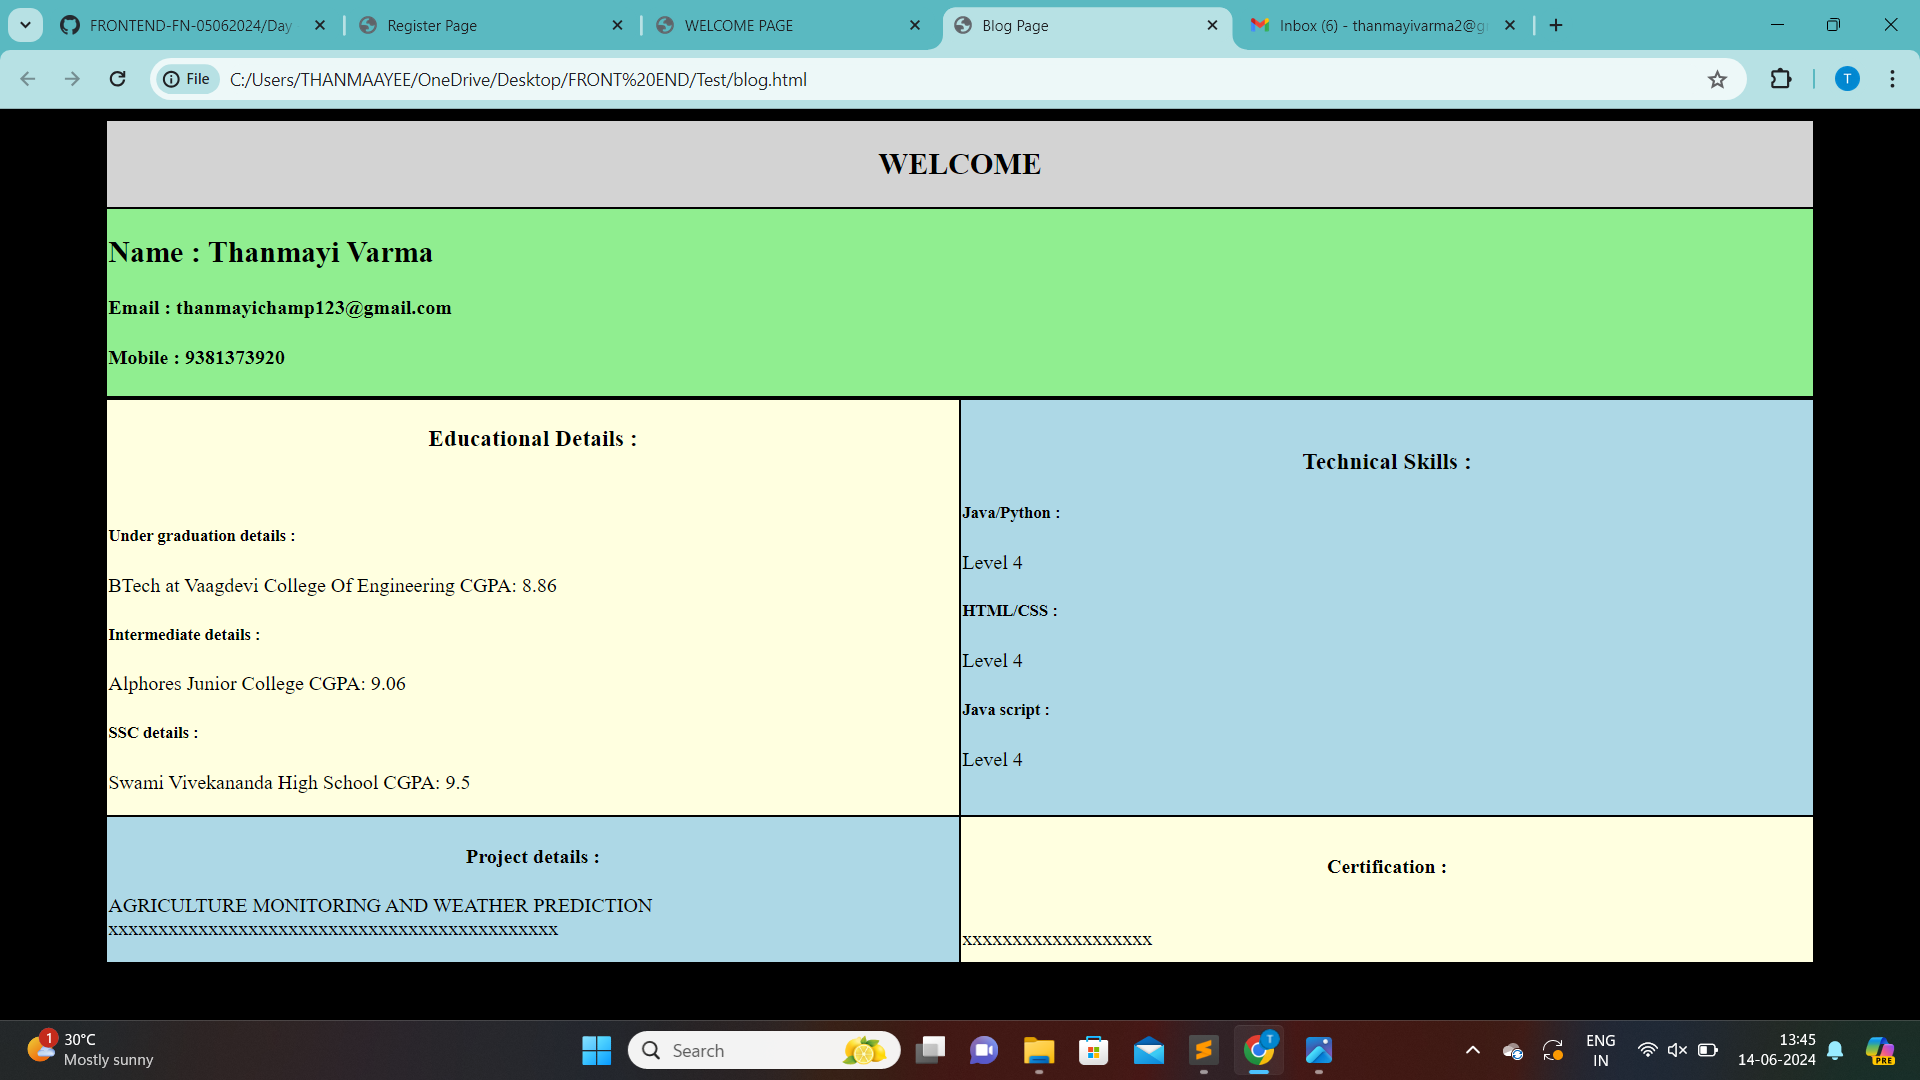 FRONTEND-FN-05062024/Day
Register Page
WELCOME PAGE
Blog Page
Inbox (6) - thanmayivarma2@g
File
C:/Users/THANMAAYEE/OneDrive/Desktop/FRONT%20END/Test/blog.html
T
WELCOME
Name : Thanmayi Varma
Email : thanmayichamp123@gmail.com
Mobile : 9381373920
Educational Details :
Under graduation details :
BTech at Vaagdevi College Of Engineering CGPA: 8.86
Intermediate details :
Alphores Junior College CGPA: 9.06
SSC details :
Swami Vivekananda High School CGPA: 9.5
Technical Skills :
Java/Python :
Level 4
HTML/CSS :
Level 4
Java script :
Level 4
Project details :
AGRICULTURE MONITORING AND WEATHER PREDICTION
xxxxxxxxxxxxxxxxxxxxxxxxxxxxxxxxxxxxxxxxxxxxx
Certification :
xxxxxxxxxxxxxxxxxxx
1
30°C
Mostly sunny
Search
T
ENG
IN
13:45
14-06-2024
PRE